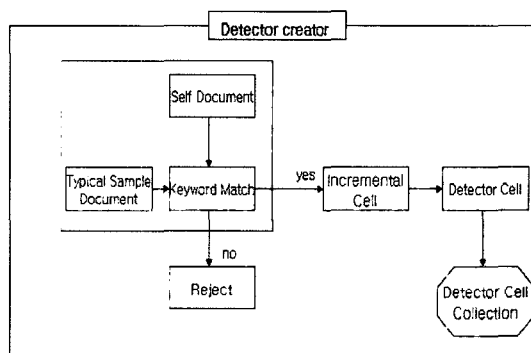 Detector creator
Self Document
Typical Sample
Document
Keyword Match
yes
Incremental
Cell
Detector Cell
no
Reject
Detector Cell
Collection